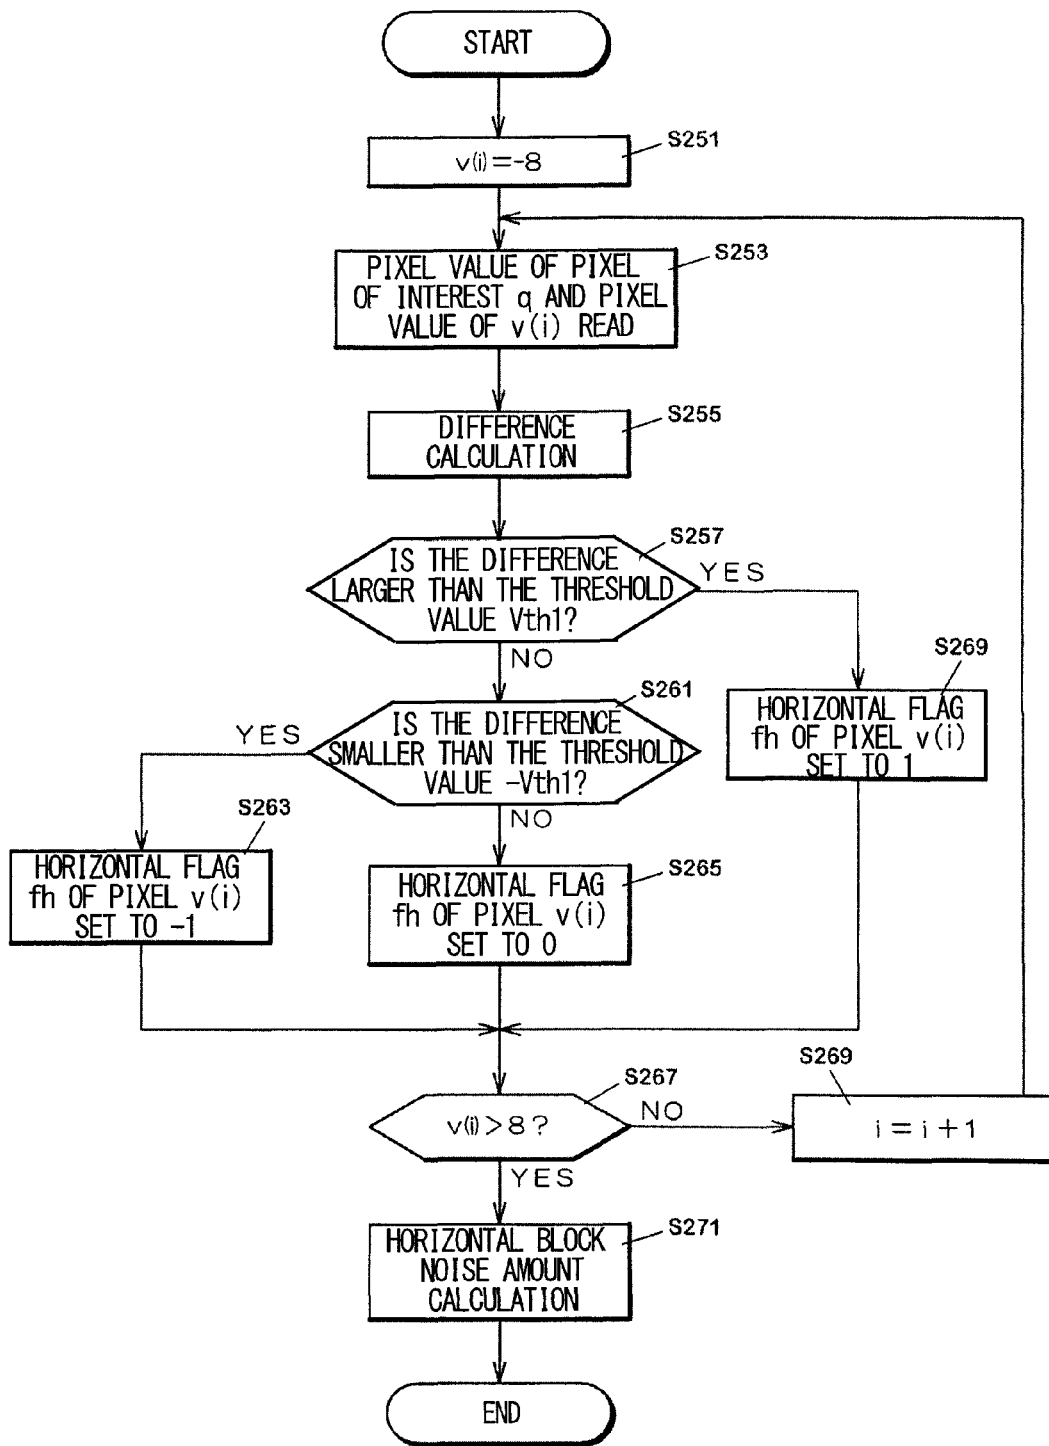 START
S251
v(i)=-8
S253
PIXEL VALUE OF PIXEL
OF INTEREST q AND PIXEL
VALUE OF v(i) READ
S255
DIFFERENCE
CALCULATION
S257
IS THE DIFFERENCE
LARGER THAN THE THRESHOLD
VALUE Vth1?
YES
NO
S269
HORIZONTAL FLAG
fh OF PIXEL v(i)
SET TO 1
S261
IS THE DIFFERENCE
SMALLER THAN THE THRESHOLD
VALUE -Vth1?
YES
NO
S263
HORIZONTAL FLAG
fh OF PIXEL v(i)
SET TO -1
S265
HORIZONTAL FLAG
fh OF PIXEL v(i)
SET TO 0
S267
v(i)>8?
NO
S269
i=i+1
YES
S271
HORIZONTAL BLOCK
NOISE AMOUNT
CALCULATION
END